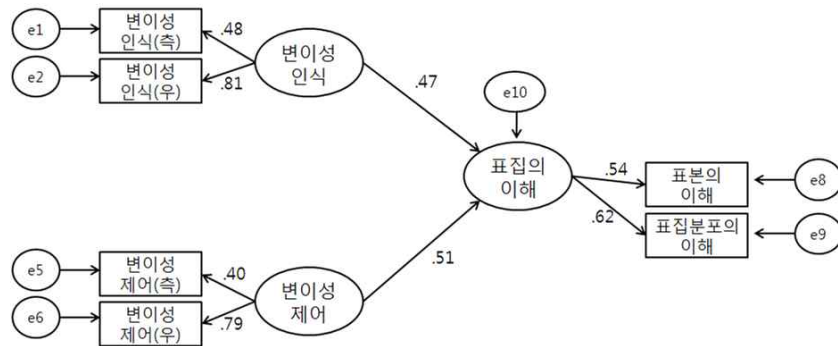 e1
변이성
인식(측)
.48
e2
변이성
인식(우)
.81
변이성
인식
.47
e10
표집의
이해
.54
표본의
이해
e8
.62
표집분포의
이해
e9
.51
e5
변이성
제어(측)
.40
e6
변이성
제어(우)
.79
변이성
제어